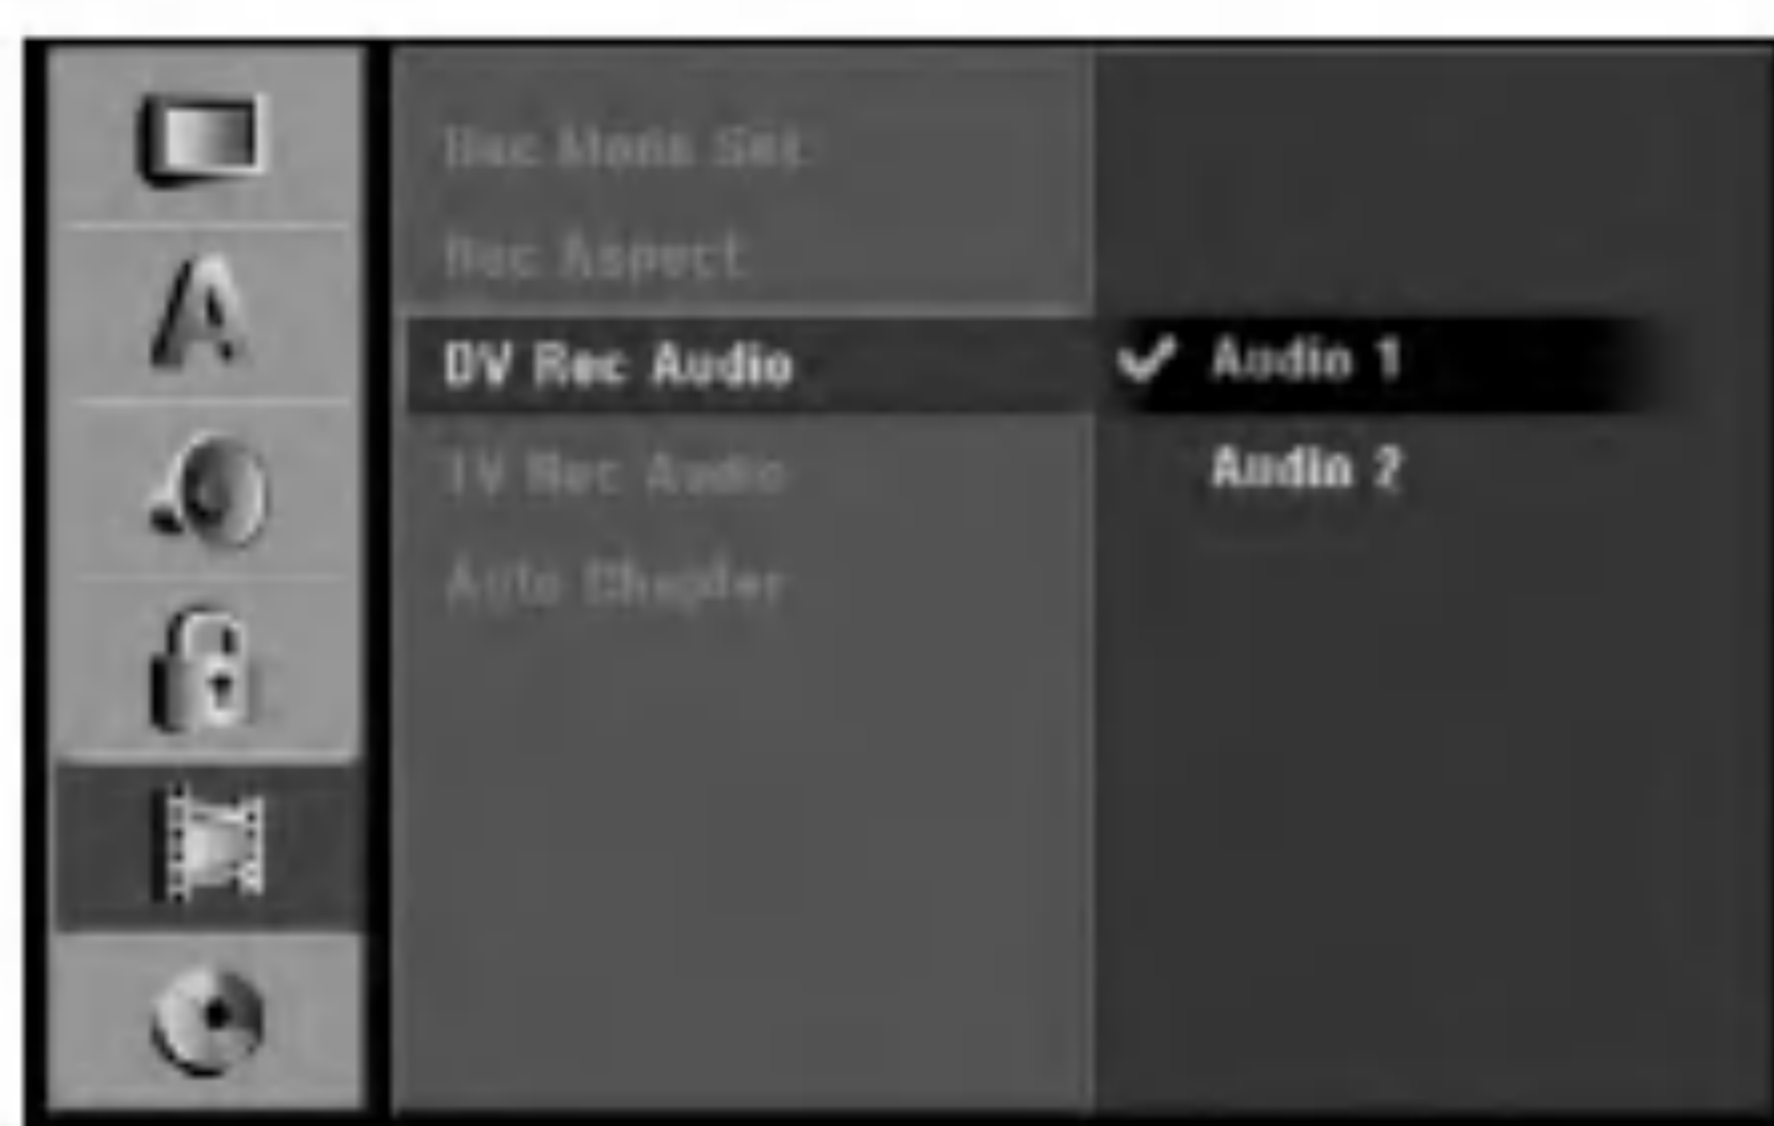 Rec Mode Set
Rec Aspect
DV Rec Audio
Audio 1
TV Rec Audio
Audio 2
Auto Chapter